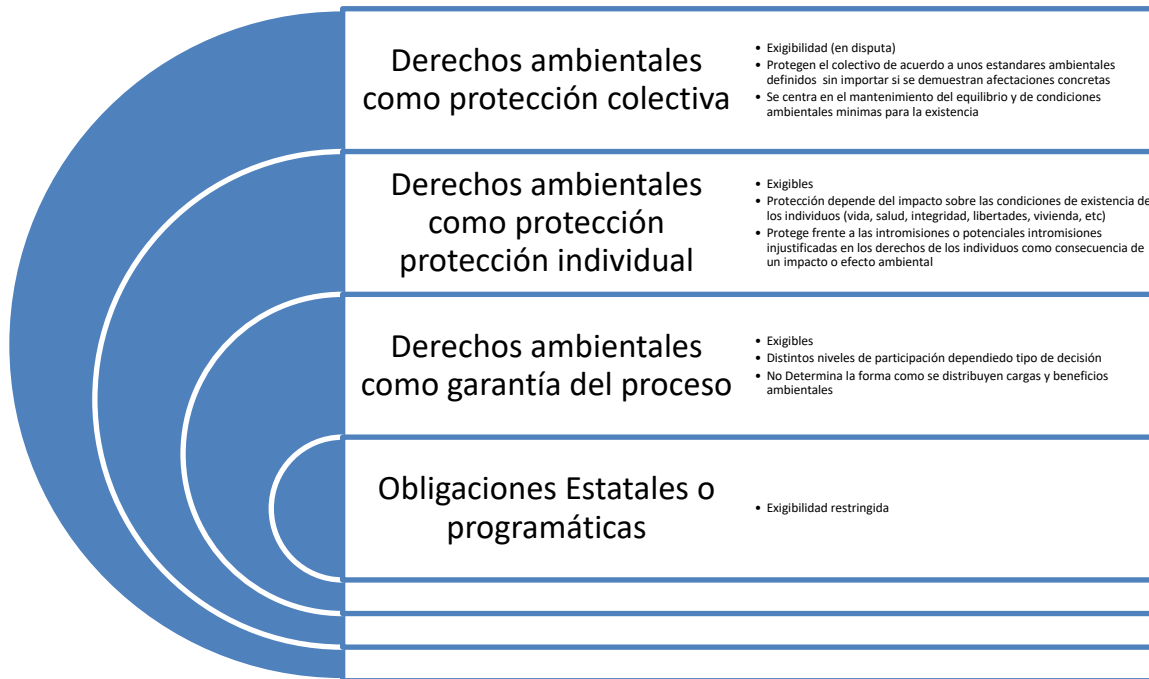 Derechos ambientales
como protección colectiva
• Exigibilidad (en disputa)
• Protegen el colectivo de acuerdo a unos estandares ambientales
definidos sin importar si se demuestran afectaciones concretas
• Se centra en el mantenimiento del equilibrio y de condiciones
ambientales minimas para la existencia
Derechos ambientales
como protección
protección individual
• Exigibles
• Protección depende del impacto sobre las condiciones de existencia de
los individuos (vida, salud, integridad, libertades, vivienda, etc)
• Protege frente a las intromisiones o potenciales intromisiones
injustificadas en los derechos de los individuos como consecuencia de
un impacto o efecto ambiental
Derechos ambientales
como garantía del proceso
• Exigibles
• Distintos niveles de participación dependiedo tipo de decisión
• No Determina la forma como se distribuyen cargas y beneficios
ambientales
Obligaciones Estatales o
programáticas
• Exigibilidad restringida